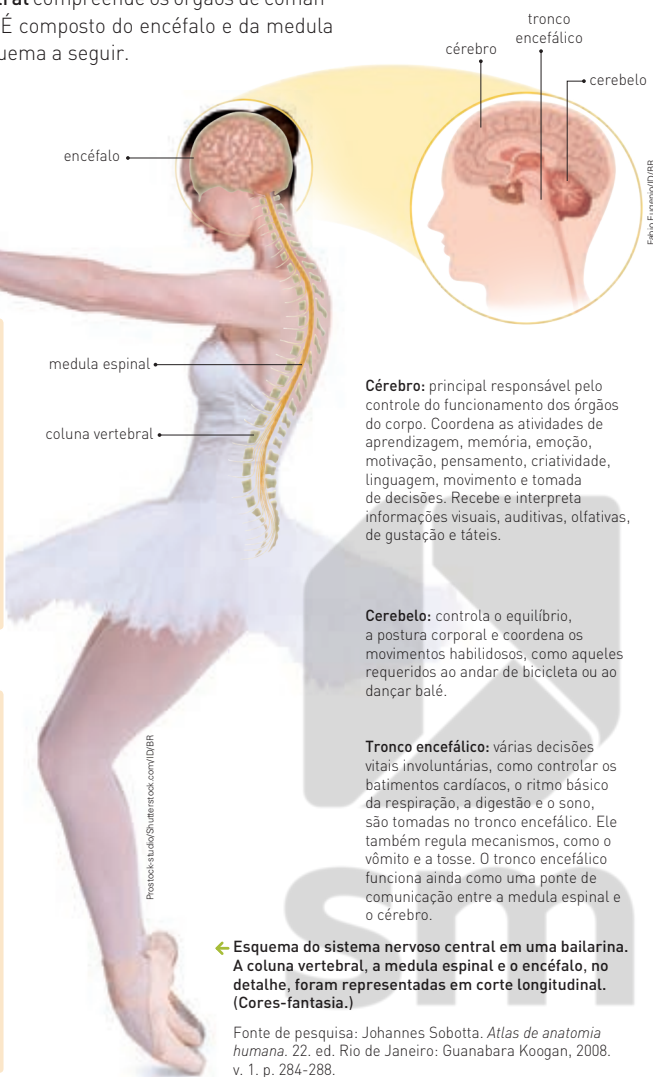 tral compreende os órgãos de coman-
É composto do encéfalo e da medula
uema a seguir.
tronco
encefálico
cérebro
cerebelo
encéfalo
Fabio Eugenio/ID/BR
medula espinal
coluna vertebral
Cérebro: principal responsável pelo
controle do funcionamento dos órgãos
do corpo. Coordena as atividades de
aprendizagem, memória, emoção,
motivação, pensamento, criatividade,
linguagem, movimento e tomada
de decisões. Recebe e interpreta
informações visuais, auditivas, olfativas,
de gustação e táteis.
Cerebelo: controla o equilíbrio,
a postura corporal e coordena os
movimentos habilidosos, como aqueles
requeridos ao andar de bicicleta ou ao
dançar balé.
Tronco encefálico: várias decisões
vitais involuntárias, como controlar os
batimentos cardíacos, o ritmo básico
da respiração, a digestão e o sono,
são tomadas no tronco encefálico. Ele
também regula mecanismos, como o
vômito e a tosse. O tronco encefálico
funciona ainda como uma ponte de
comunicação entre a medula espinal e
o cérebro.
Prostock-studio/Shutterstock.com/ID/BR
sm
Esquema do sistema nervoso central em uma bailarina.
A coluna vertebral, a medula espinal e o encéfalo, no
detalhe, foram representadas em corte longitudinal.
(Cores-fantasia.)
Fonte de pesquisa: Johannes Sobotta. Atlas de anatomia
humana. 22. ed. Rio de Janeiro: Guanabara Koogan, 2008.
v. 1. p. 284-288.